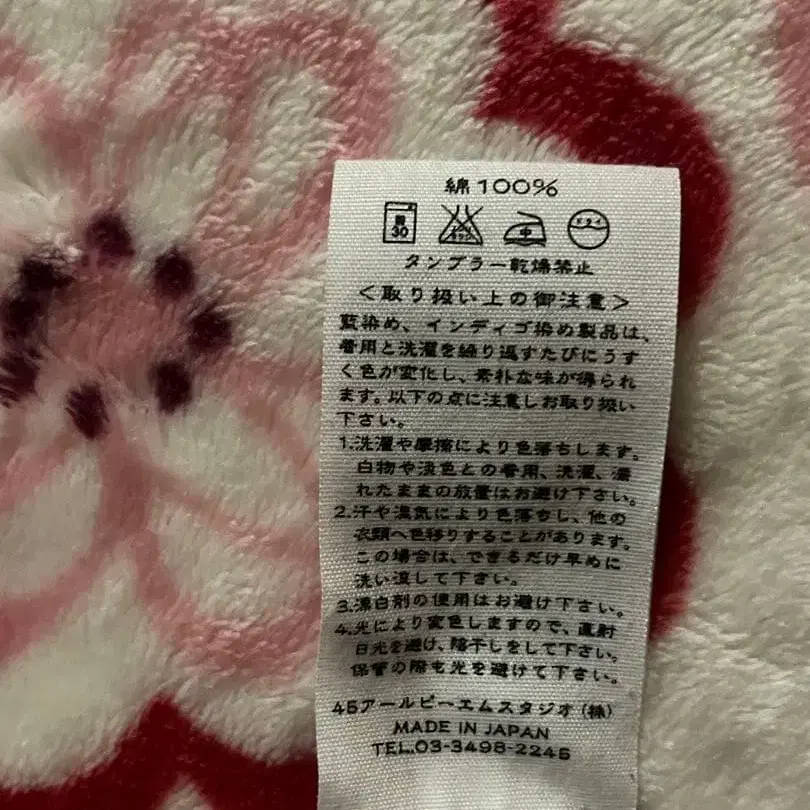 綿100%
30 中 ドライ
タンブラー乾燥禁止
<取り扱い上の御注意>
藍染め、インディゴ染め製品は、
着用と洗濯を繰り返すたびにうす
く色が変化し、素朴な味が得られ
ます。以下の点に注意しお取り扱い
下さい。
1.洗濯や摩擦により色落ちします。
白物や淡色との着用、洗濯、濡
れたままの放置はお避け下さい。
2.汗や湿気により色落ちし、他の
衣類へ色移りすることがあります。
この場合は、できるだけ早めに
洗い流して下さい。
3.漂白剤の使用はお避け下さい。
4.光により変色しますので、直射
日光を避け、陰干しをして下さい。
保管の際も光を避けて下さい。
45アールピーエムスタジオ(株)
MADE IN JAPAN
TEL.03-3498-2245